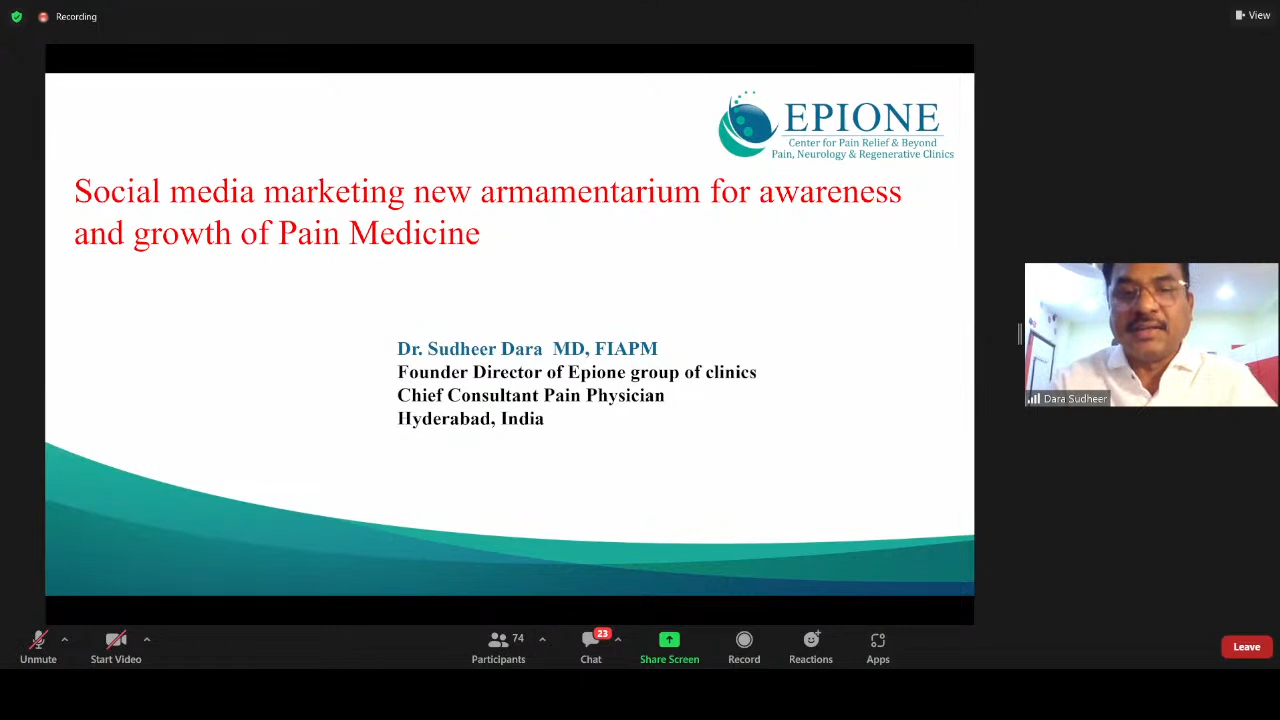 Recording
View
EPIONE
Center for Pain Relief & Beyond
Pain, Neurology & Regenerative Clinics
Social media marketing new armamentarium for awareness
and growth of Pain Medicine
Dr. Sudheer Dara MD, FIAPM
Founder Director of Epione group of clinics
Chief Consultant Pain Physician
Hyderabad, India
Dara Sudheer
Unmute
Start Video
74
Participants
23
Chat
Share Screen
Record
Reactions
Apps
Leave